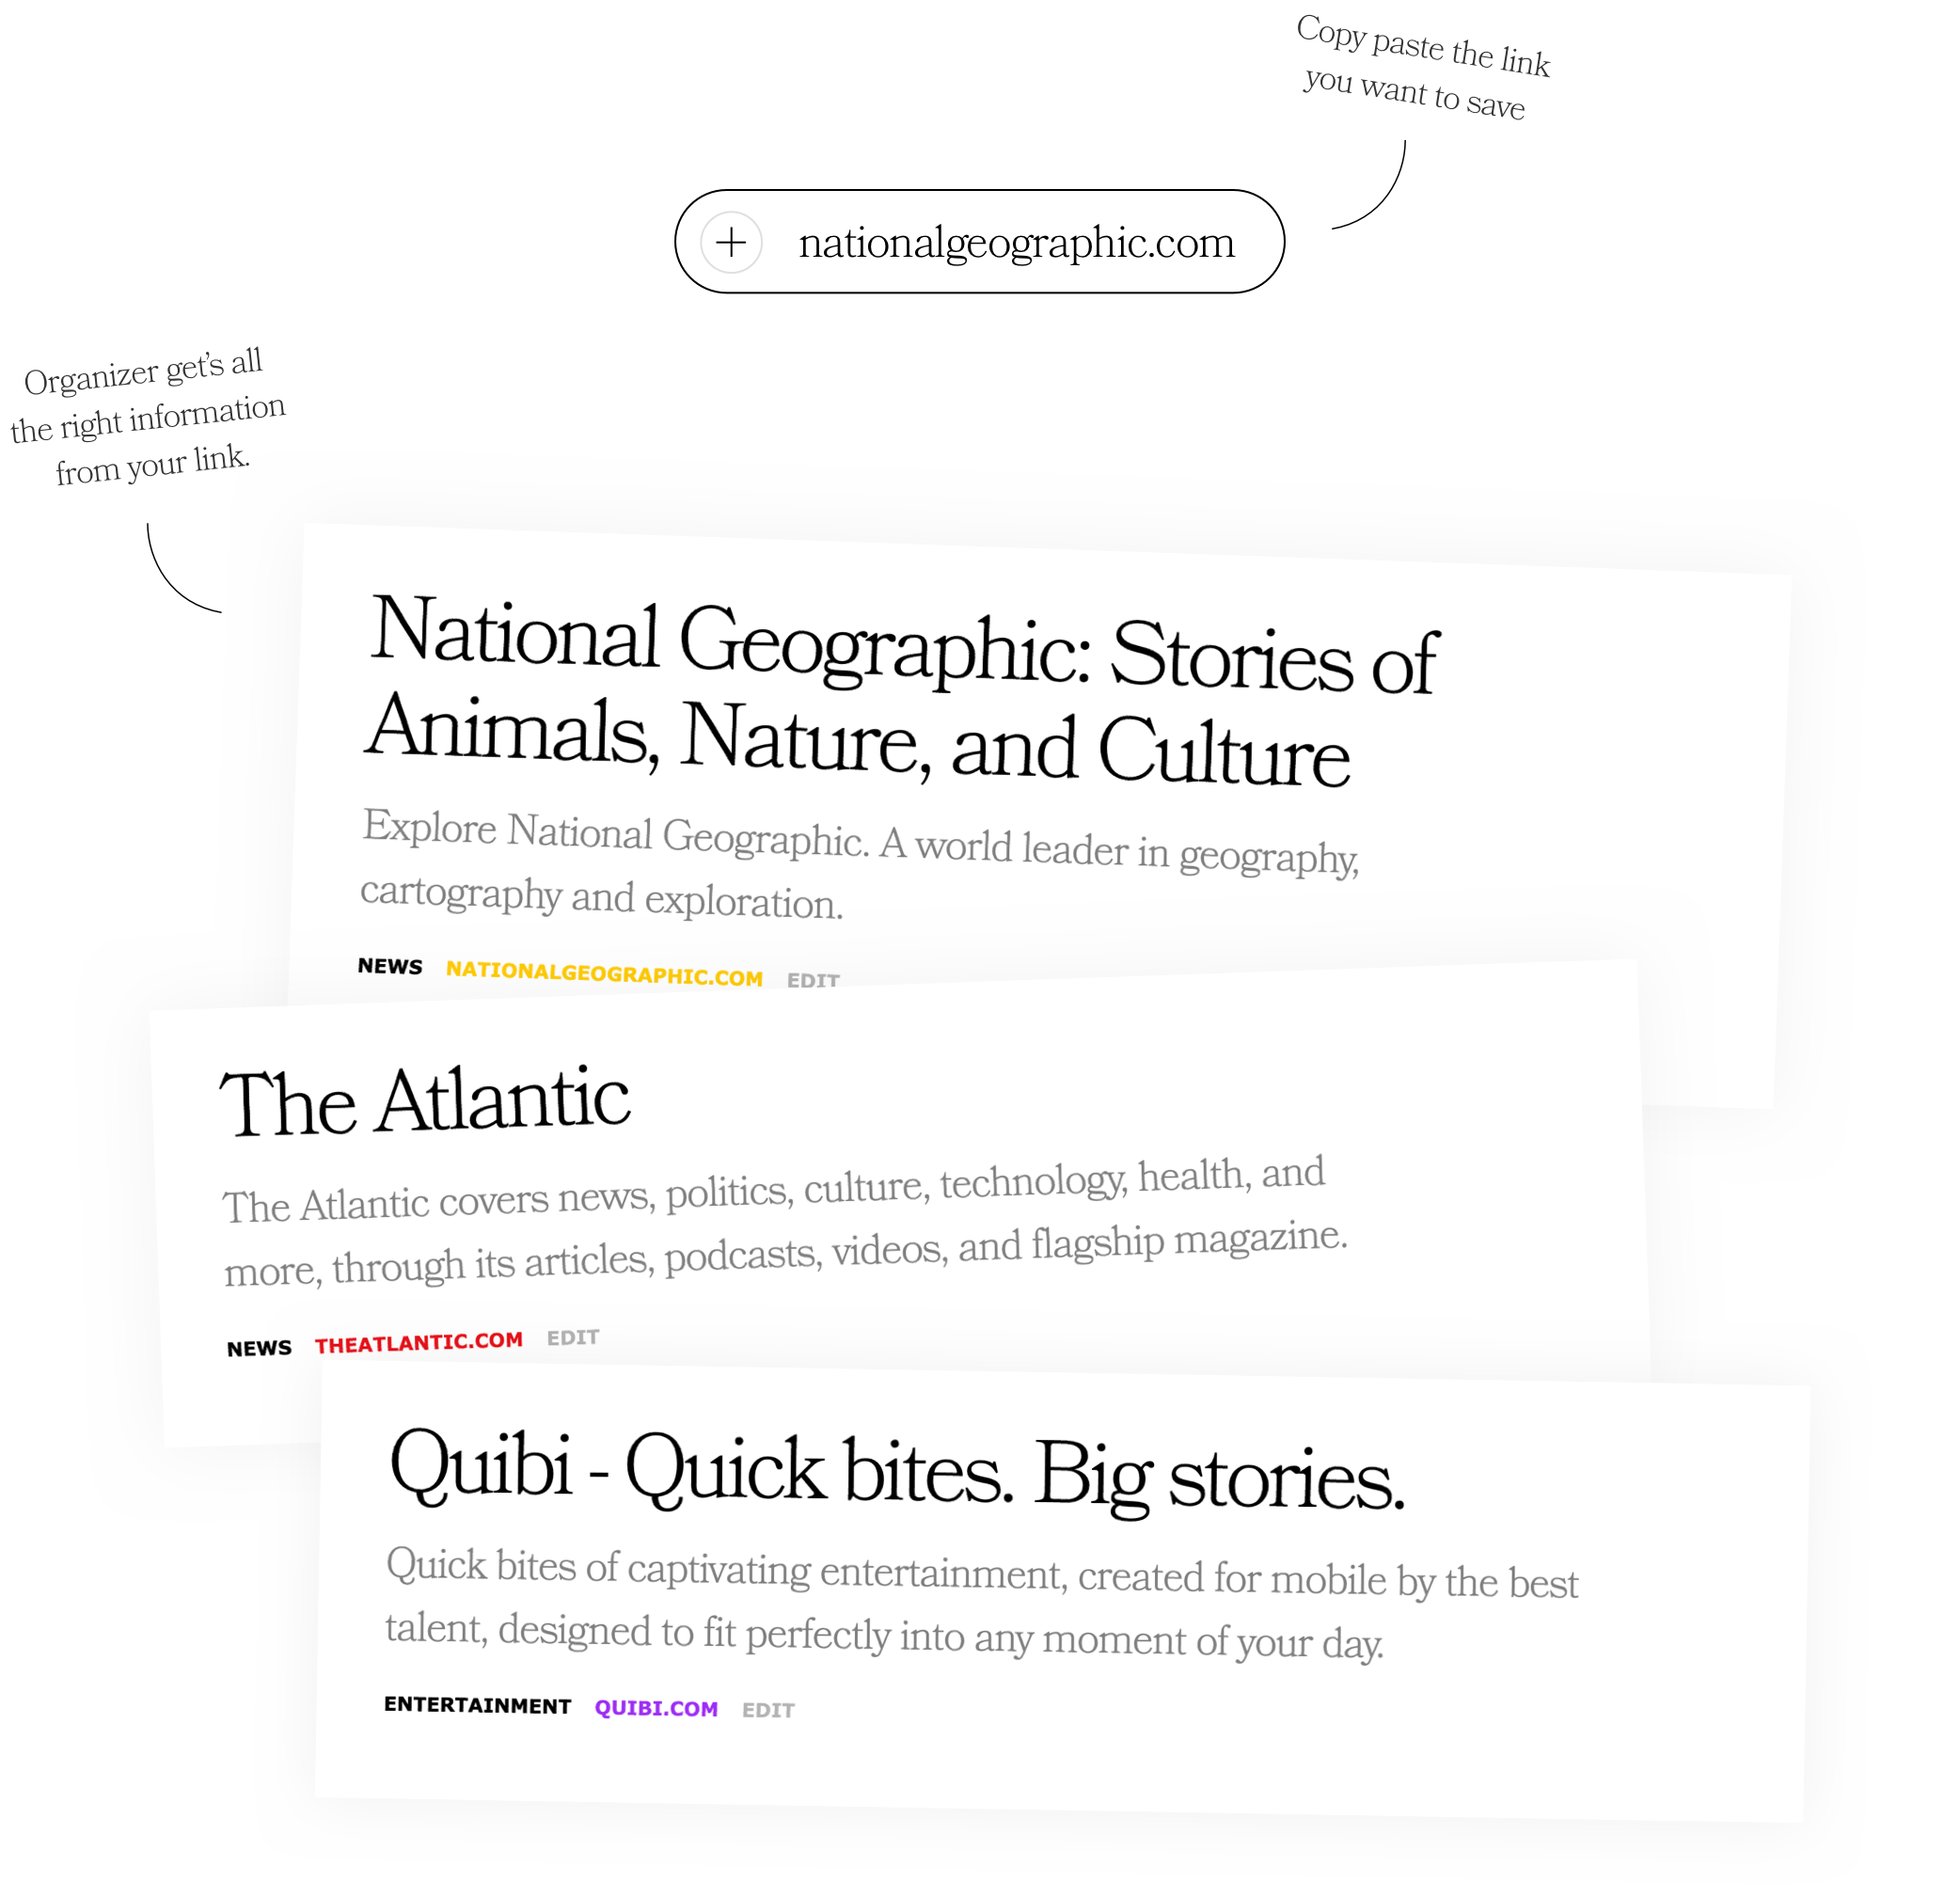 Copy paste the link
you want to save
nationalgeographic.com
Organizer get's all
the right information
from your link.
National Geographic: Stories of
Animals, Nature, and Culture
Explore National Geographic. A world leader in geography,
cartography and exploration.
NEWS NATIONALGEOGRAPHIC.COM EDIT
The Atlantic
The Atlantic covers news, politics, culture, technology, health, and
more, through its articles, podcasts, videos, and flagship magazine.
NEWS THEATLANTIC.COM EDIT
Quibi - Quick bites. Big stories.
Quick bites of captivating entertainment, created for mobile by the best
talent, designed to fit perfectly into any moment of your day.
ENTERTAINMENT QUIBI.COM EDIT